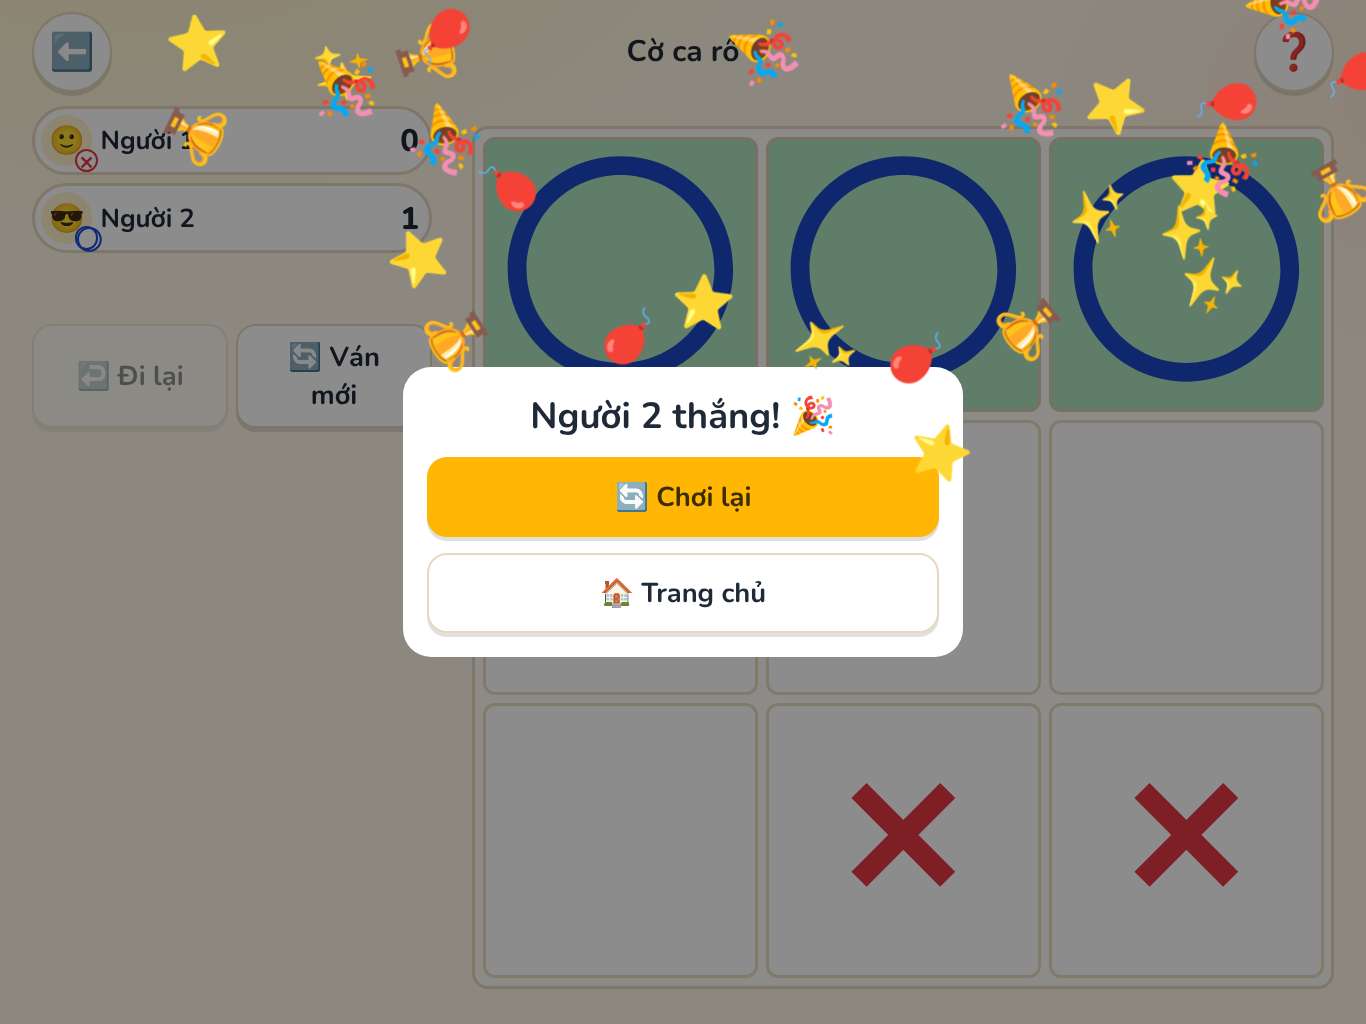 Cờ ca rô
Người 1
0
Người 2
1
Đi lại
Ván
mới
Người 2 thắng!
Chơi lại
Trang chủ